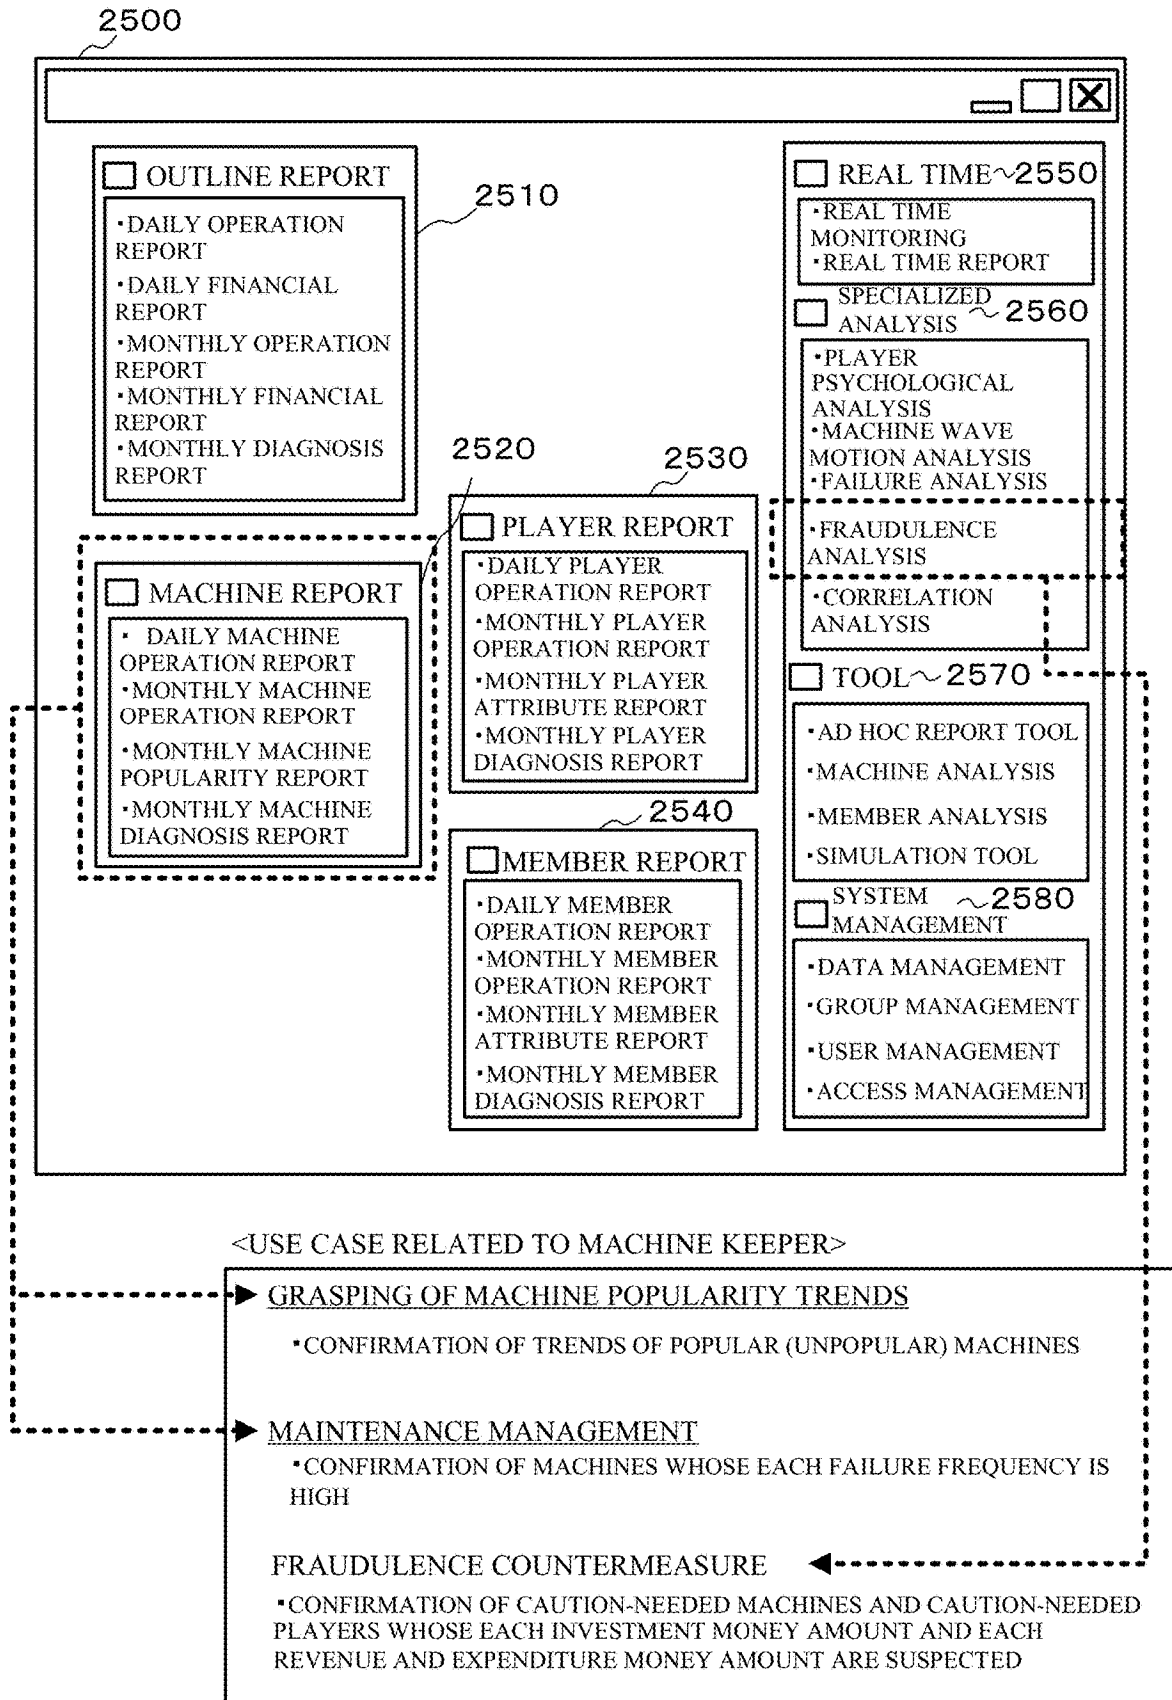 2500
OUTLINE REPORT
・DAILY OPERATION
REPORT
・DAILY FINANCIAL
REPORT
・MONTHLY OPERATION
REPORT
・MONTHLY FINANCIAL
REPORT
・MONTHLY DIAGNOSIS
REPORT
2510
2520
MACHINE REPORT
・ DAILY MACHINE
OPERATION REPORT
・MONTHLY MACHINE
OPERATION REPORT
・MONTHLY MACHINE
POPULARITY REPORT
・MONTHLY MACHINE
DIAGNOSIS REPORT
2530
PLAYER REPORT
・DAILY PLAYER
OPERATION REPORT
・MONTHLY PLAYER
OPERATION REPORT
・MONTHLY PLAYER
ATTRIBUTE REPORT
・MONTHLY PLAYER
DIAGNOSIS REPORT
2540
MEMBER REPORT
・DAILY MEMBER
OPERATION REPORT
・MONTHLY MEMBER
OPERATION REPORT
・MONTHLY MEMBER
ATTRIBUTE REPORT
・MONTHLY MEMBER
DIAGNOSIS REPORT
REAL TIME 2550
・REAL TIME
MONITORING
・REAL TIME REPORT
SPECIALIZED
ANALYSIS 2560
・PLAYER
PSYCHOLOGICAL
ANALYSIS
・MACHINE WAVE
MOTION ANALYSIS
・FAILURE ANALYSIS
・FRAUDULENCE
ANALYSIS
・CORRELATION
ANALYSIS
TOOL 2570
・AD HOC REPORT TOOL
・MACHINE ANALYSIS
・MEMBER ANALYSIS
・SIMULATION TOOL
SYSTEM
MANAGEMENT 2580
・DATA MANAGEMENT
・GROUP MANAGEMENT
・USER MANAGEMENT
・ACCESS MANAGEMENT
<USE CASE RELATED TO MACHINE KEEPER>
GRASPING OF MACHINE POPULARITY TRENDS
・CONFIRMATION OF TRENDS OF POPULAR (UNPOPULAR) MACHINES
MAINTENANCE MANAGEMENT
・CONFIRMATION OF MACHINES WHOSE EACH FAILURE FREQUENCY IS
HIGH
FRAUDULENCE COUNTERMEASURE
・CONFIRMATION OF CAUTION-NEEDED MACHINES AND CAUTION-NEEDED
PLAYERS WHOSE EACH INVESTMENT MONEY AMOUNT AND EACH
REVENUE AND EXPENDITURE MONEY AMOUNT ARE SUSPECTED